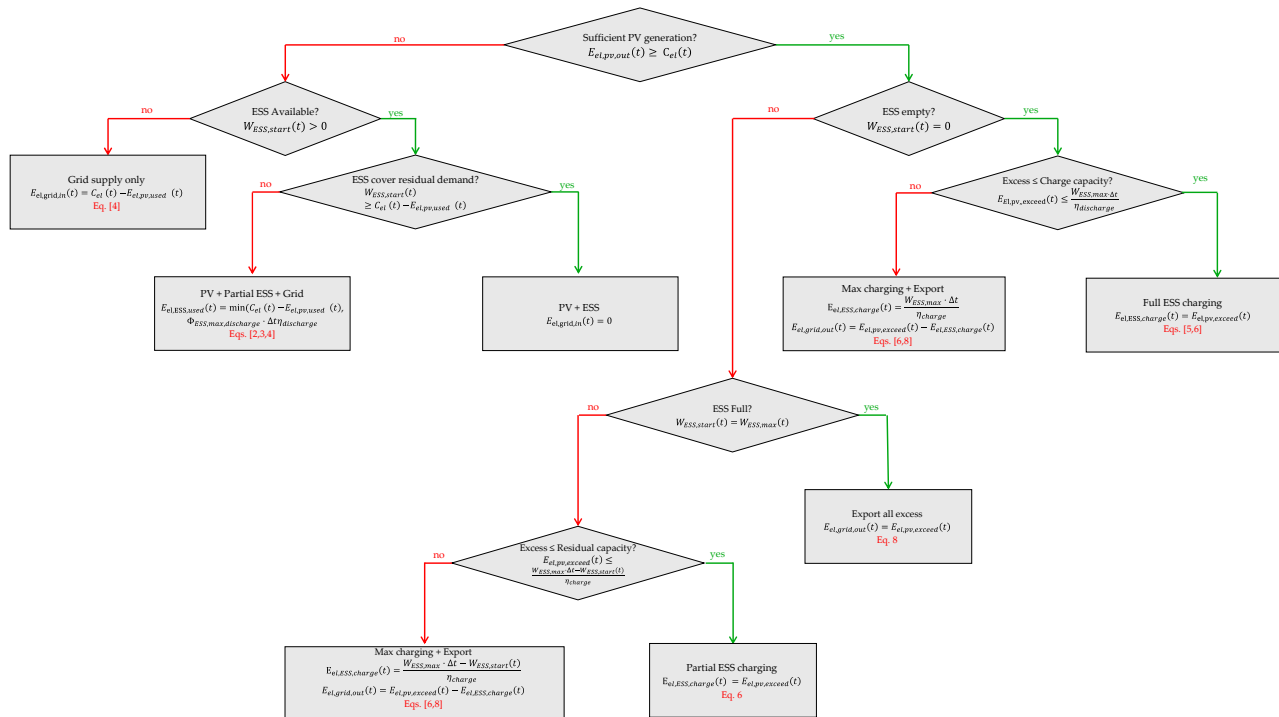 Sufficient PV generation?
E_{el,pv,out}(t) ≥ C_{el}(t)
no
yes
ESS Available?
W_{ESS,start}(t) > 0
no
yes
ESS empty?
W_{ESS,start}(t) = 0
no
yes
Grid supply only
E_{el,grid,in}(t) = C_{el} (t) −E_{el,pv,used} (t)
Eq. [4]
ESS cover residual demand?
W_{ESS,start}(t)
≥ C_{el} (t) −E_{el,pv,used} (t)
no
yes
Excess ≤ Charge capacity?
E_{El,pv,exceed}(t) ≤ \frac{W_{ESS,max}·Δt}{η_{discharge}}
no
yes
PV + Partial ESS + Grid
E_{el,ESS,used}(t) = min(C_{el} (t) −E_{el,pv,used} (t),
Φ_{ESS,max,discharge} · Δtη_{discharge}
Eqs. [2,3,4]
PV + ESS
E_{el,grid,in}(t) = 0
Max charging + Export
E_{el,ESS,charge}(t) = \frac{W_{ESS,max} · Δt}{η_{charge}}
E_{el,grid,out}(t) = E_{el,pv,exceed}(t) − E_{el,ESS,charge}(t)
Eqs. [6,8]
Full ESS charging
E_{el,ESS,charge}(t) = E_{el,pv,exceed}(t)
Eqs. [5,6]
ESS Full?
W_{ESS,start}(t) = W_{ESS,max}(t)
no
yes
Export all excess
E_{el,grid,out}(t) = E_{el,pv,exceed}(t)
Eq. 8
Excess ≤ Residual capacity?
E_{el,pv,exceed}(t) ≤
\frac{W_{ESS,max}·Δt−W_{ESS,start}(t)}{η_{charge}}
no
yes
Max charging + Export
E_{el,ESS,charge}(t) = \frac{W_{ESS,max} · Δt − W_{ESS,start}(t)}{η_{charge}}
E_{el,grid,out}(t) = E_{el,pv,exceed}(t) − E_{el,ESS,charge}(t)
Eqs. [6,8]
Partial ESS charging
E_{el,ESS,charge}(t) = E_{el,pv,exceed}(t)
Eq. 6